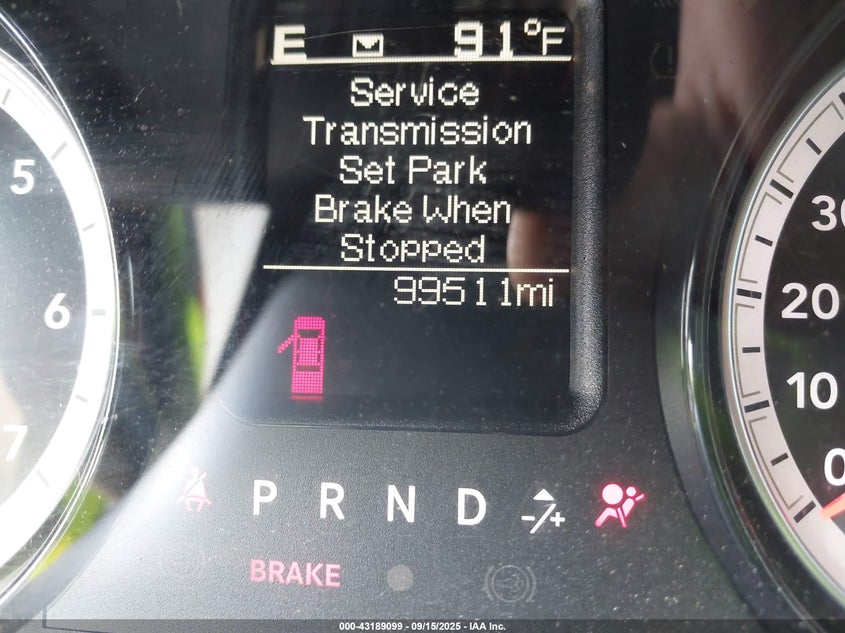 E 91°F
Service
Transmission
Set Park
Brake When
Stopped
99511mi
5
6
7
20
10
0
P R N D -/+
BRAKE
000-43189099 - 09/15/2025 - IAA Inc.